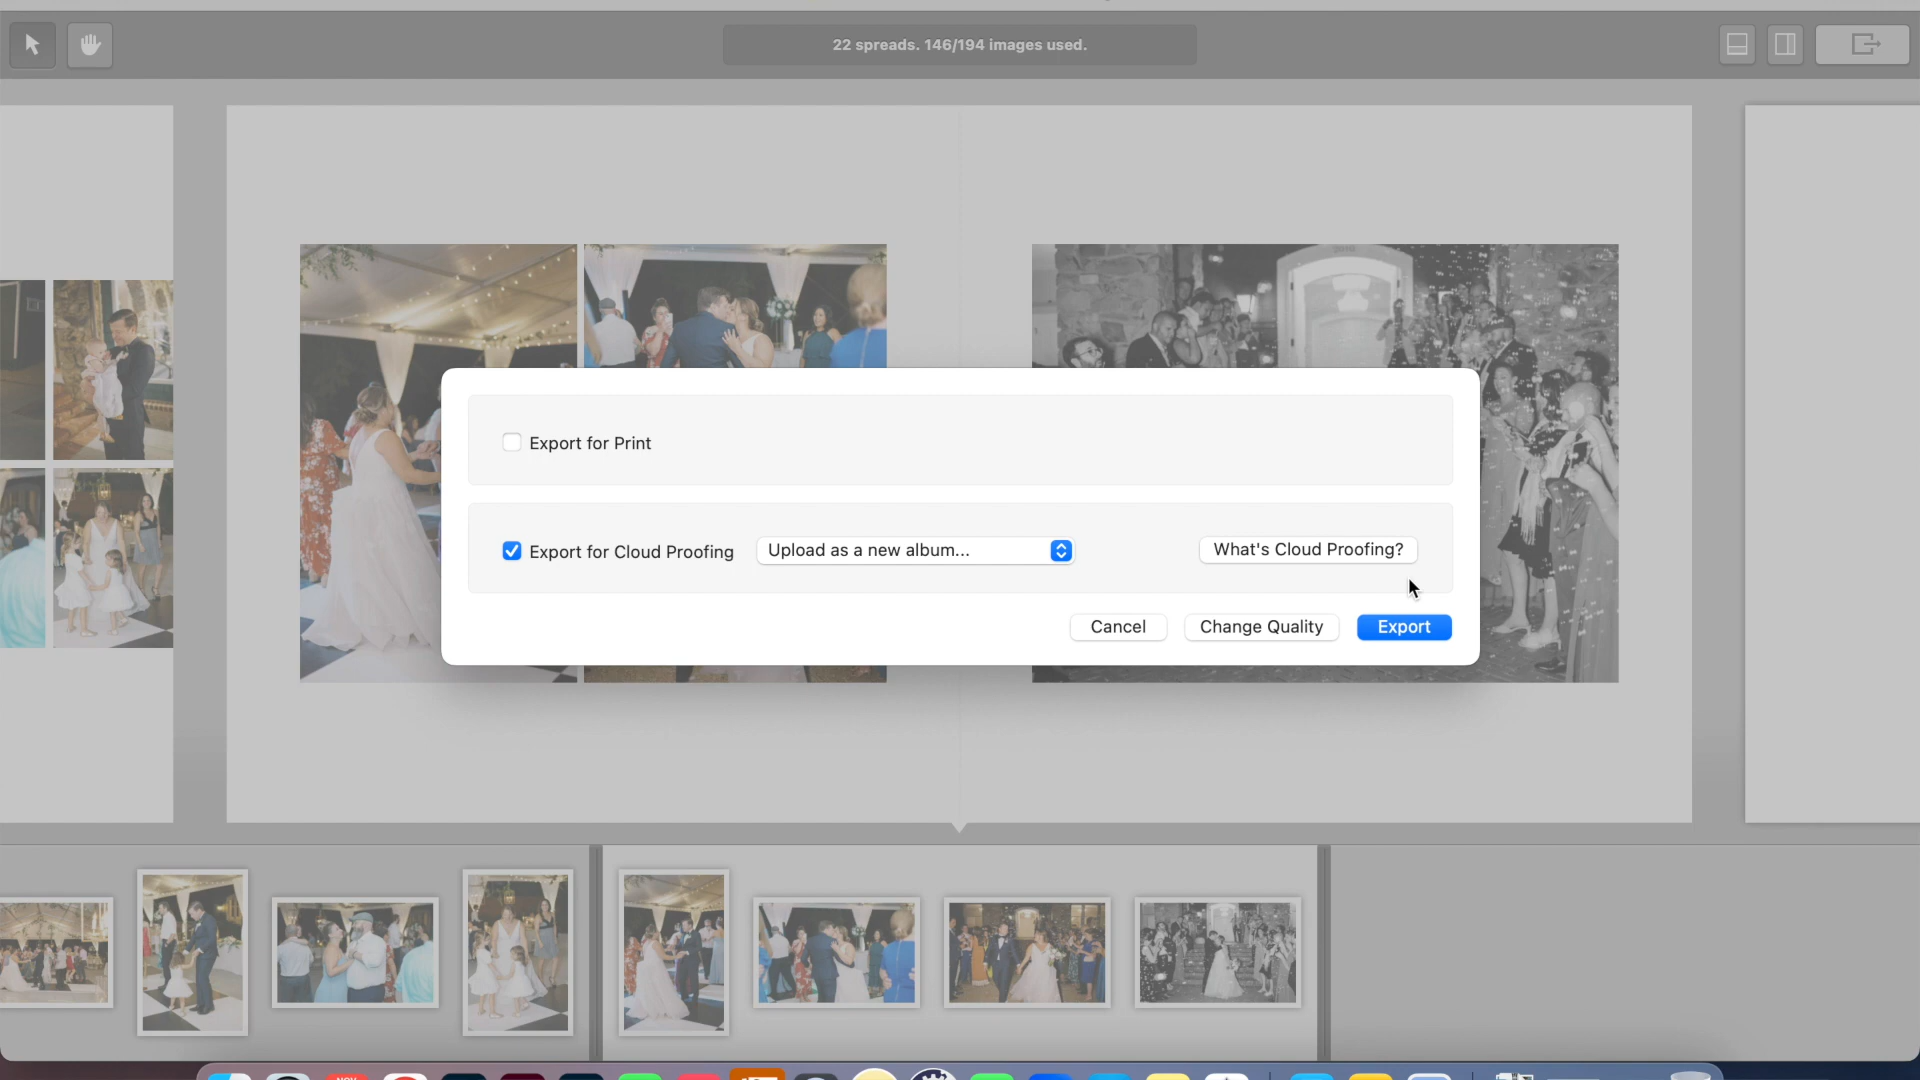 22 spreads. 146/194 images used.
Export for Print
Export for Cloud Proofing
Upload as a new album...
What's Cloud Proofing?
Cancel
Change Quality
Export
NOV